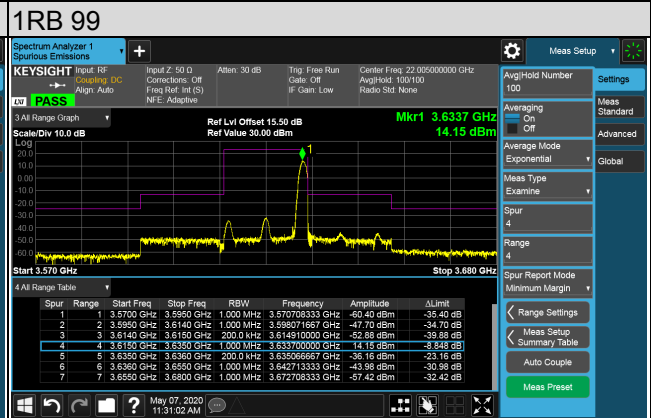 1RB 99
Spectrum Analyzer 1
Spurious Emissions
+
Meas Setup
KEYSIGHT
Input: RF
Coupling: DC
Align: Auto
LXI
PASS
Input Z: 50 Ω
Corrections: Off
Freq Ref: Int (S)
NFE: Adaptive
Atten: 30 dB
Trig: Free Run
Gate: Off
IF Gain: Low
Center Freq: 22.005000000 GHz
Avg|Hold: 100/100
Radio Std: None
3 All Range Graph
Scale/Div 10.0 dB
Ref Lvl Offset 15.50 dB
Ref Value 30.00 dBm
Mkr1 3.6337 GHz
14.15 dBm
Log
20.0
10.0
0.00
-10.0
-20.0
-30.0
-40.0
-50.0
-60.0
1
Start 3.570 GHz
Stop 3.680 GHz
4 All Range Table
Spur Range Start Freq Stop Freq RBW Frequency Amplitude ΔLimit
1 1 3.5700 GHz 3.5950 GHz 1.000 MHz 3.570708333 GHz -60.40 dBm -35.40 dB
2 2 3.5950 GHz 3.6140 GHz 1.000 MHz 3.598071667 GHz -47.70 dBm -34.70 dB
3 3 3.6140 GHz 3.6150 GHz 200.0 kHz 3.614910000 GHz -52.88 dBm -39.88 dB
4 4 3.6150 GHz 3.6350 GHz 1.000 MHz 3.633700000 GHz 14.15 dBm -8.848 dB
5 5 3.6350 GHz 3.6360 GHz 200.0 kHz 3.635066667 GHz -36.16 dBm -23.16 dB
6 6 3.6360 GHz 3.6550 GHz 1.000 MHz 3.642713333 GHz -43.98 dBm -30.98 dB
7 7 3.6550 GHz 3.6800 GHz 1.000 MHz 3.672708333 GHz -57.42 dBm -32.42 dB
Avg|Hold Number
100
Averaging
On
Off
Average Mode
Exponential
Meas Type
Examine
Spur
4
Range
4
Spur Report Mode
Minimum Margin
Range Settings
Meas Setup
Summary Table
Auto Couple
Meas Preset
Settings
Meas
Standard
Advanced
Global
?
May 07, 2020
11:31:02 AM